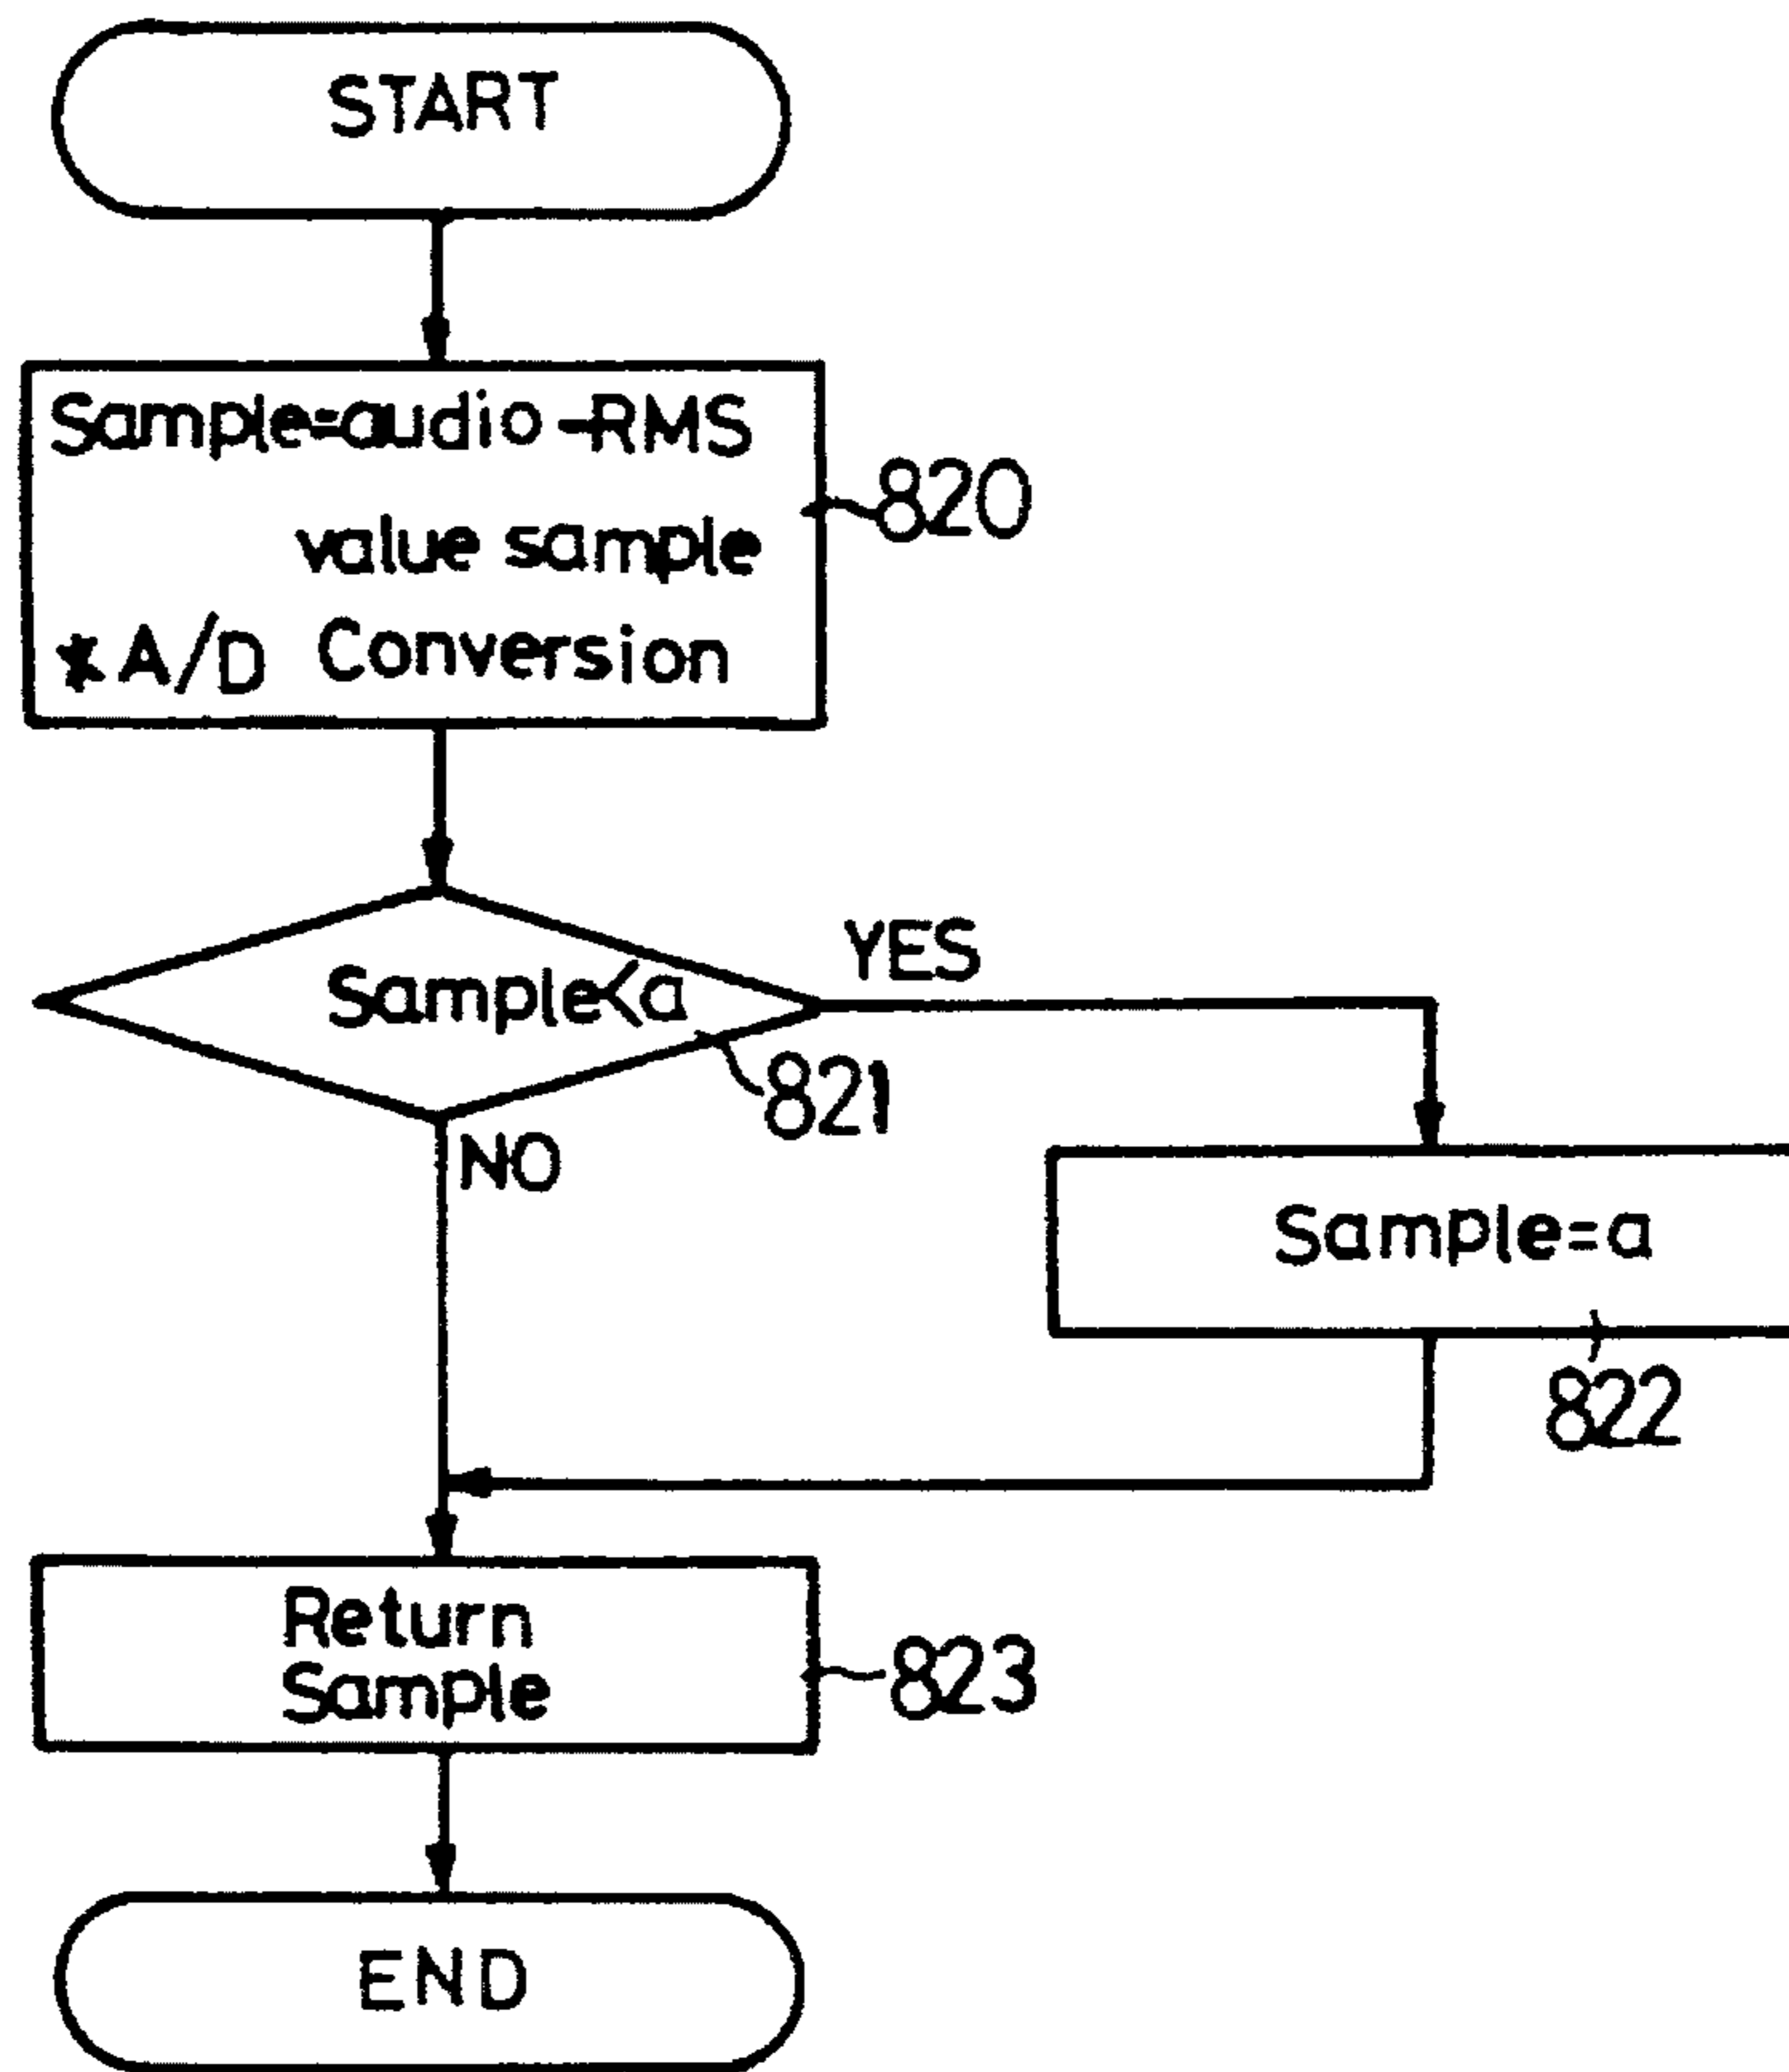 START
Sample=audio-RMS
value sample
* A/D Conversion
820
Sample<a
YES
821
NO
Sample=a
822
Return
Sample
823
END